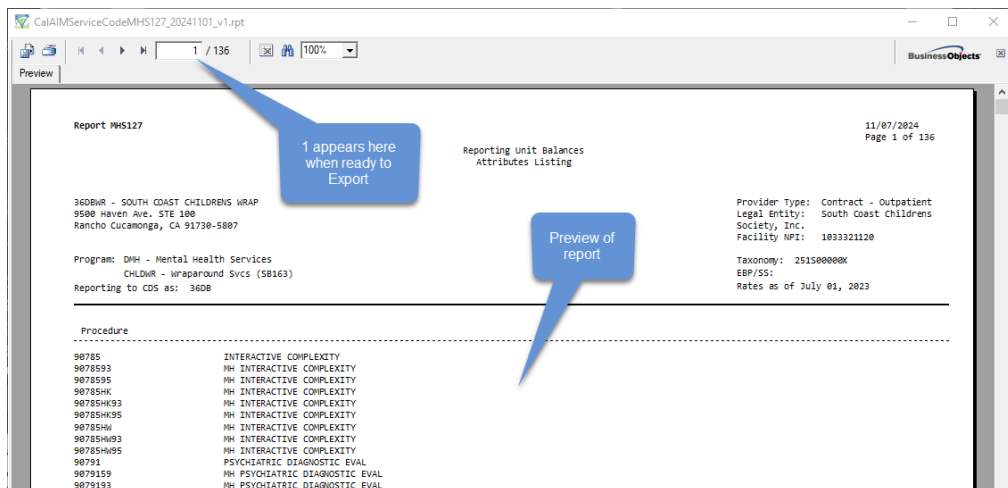 CalAIMServiceCodeMHS127_20241101_v1.rpt
1 / 136 100%
BusinessObjects
Preview
Report MHS127
11/07/2024
Page 1 of 136
1 appears here
when ready to
Export
Reporting Unit Balances
Attributes Listing
36DBWR - SOUTH COAST CHILDRENS WRAP
9500 Haven Ave. STE 100
Rancho Cucamonga, CA 91730-5807
Provider Type: Contract - Outpatient
Legal Entity: South Coast Childrens
Society, Inc.
Facility NPI: 1033321120
Preview of
report
Program: DMH - Mental Health Services
CHLDWR - Wraparound Svcs (SB163)
Reporting to CDS as: 36DB
Taxonomy: 251S00000X
EBP/SS:
Rates as of July 01, 2023
Procedure
90785 INTERACTIVE COMPLEXITY
9078593 MH INTERACTIVE COMPLEXITY
9078595 MH INTERACTIVE COMPLEXITY
90785HK MH INTERACTIVE COMPLEXITY
90785HK93 MH INTERACTIVE COMPLEXITY
90785HK95 MH INTERACTIVE COMPLEXITY
90785HW MH INTERACTIVE COMPLEXITY
90785HW93 MH INTERACTIVE COMPLEXITY
90785HW95 MH INTERACTIVE COMPLEXITY
90791 PSYCHIATRIC DIAGNOSTIC EVAL
9079159 MH PSYCHIATRIC DIAGNOSTIC EVAL
9079193 MH PSYCHIATRIC DIAGNOSTIC EVAL